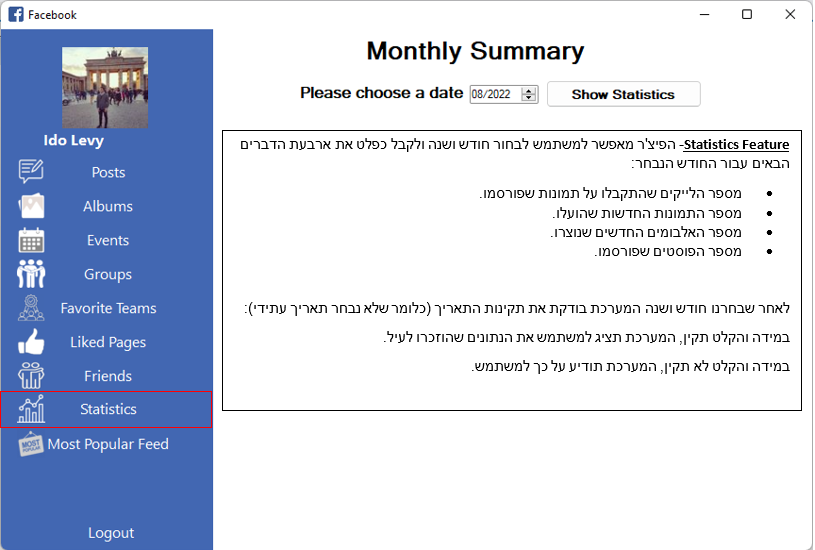 Facebook
Ido Levy
Posts
Albums
Events
Groups
Favorite Teams
Liked Pages
Friends
Statistics
MOST POPULAR
Most Popular Feed
Logout
Monthly Summary
Please choose a date 08/2022 Show Statistics
Statistics Feature- הפיצ'ר מאפשר למשתמש לבחור חודש ושנה ולקבל כפלט את ארבעת הדברים
הבאים עבור החודש הנבחר:
• מספר הלייקים שהתקבלו על תמונות שפורסמו.
• מספר התמונות החדשות שהועלו.
• מספר האלבומים החדשים שנוצרו.
• מספר הפוסטים שפורסמו.
לאחר שבחרנו חודש ושנה המערכת בודקת את תקינות התאריך (כלומר שלא נבחר תאריך עתידי):
במידה והקלט תקין, המערכת תציג למשתמש את הנתונים שהוזכרו לעיל.
במידה והקלט לא תקין, המערכת תודיע על כך למשתמש.